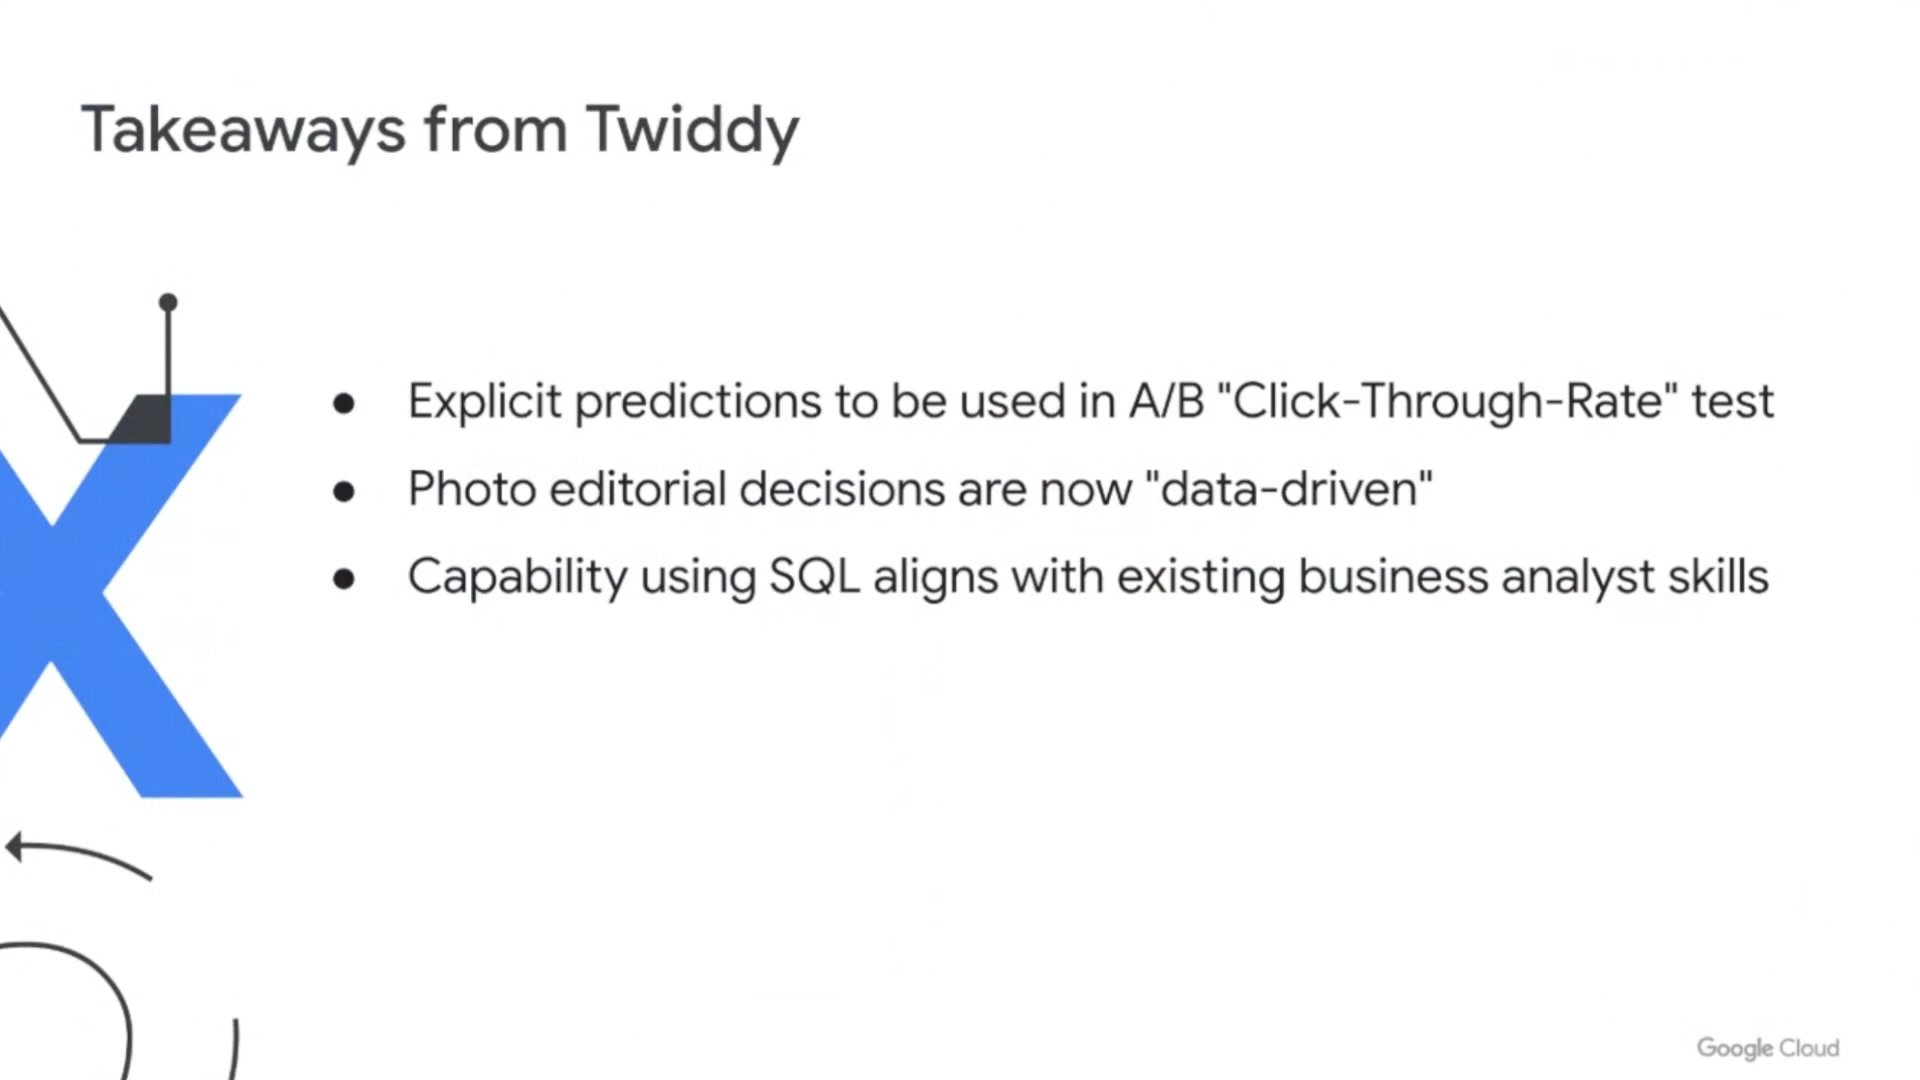 Takeaways from Twiddy
● Explicit predictions to be used in A/B "Click-Through-Rate" test
● Photo editorial decisions are now "data-driven"
● Capability using SQL aligns with existing business analyst skills
Google Cloud